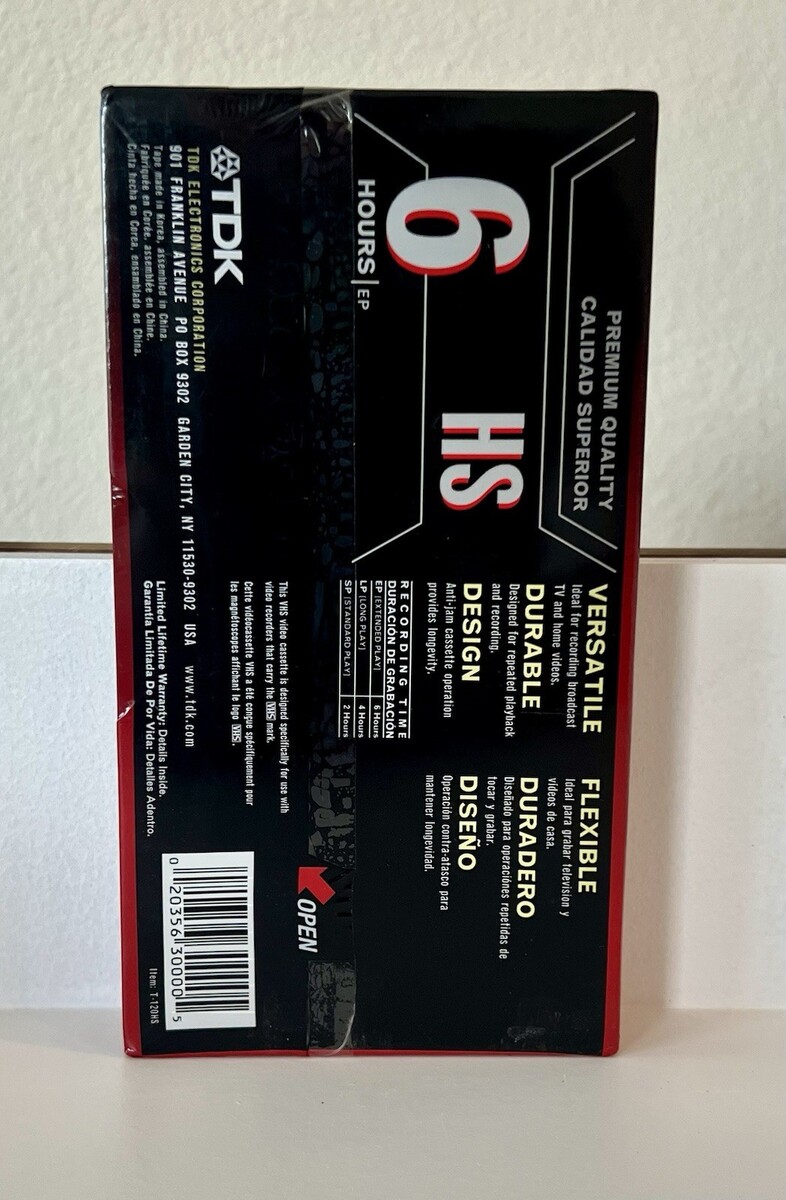 PREMIUM QUALITY
CALIDAD SUPERIOR
6 HS
HOURS | EP
VERSATILE
Ideal for recording broadcast
TV and home videos.
DURABLE
Designed for repeated playback
and recording.
DESIGN
Anti-jam cassette operation
provides longevity.
FLEXIBLE
Ideal para grabar television y
videos de casa.
DURADERO
Diseñado para operaciónes repetidas de
tocar y grabar.
DISEÑO
Operación contra-atasco para
mantener longevidad.
RECORDING TIME
DURACIÓN DE GRABACIÓN
EP [EXTENDED PLAY] 6 Hours
LP [LONG PLAY] 4 Hours
SP [STANDARD PLAY] 2 Hours
OPEN
This VHS video cassette is designed specifically for use with
video recorders that carry the VHS mark.
Cette vidéocassette VHS a été conçue spécifiquement pour
les magnétoscopes affichant le logo VHS.
TDK
TDK ELECTRONICS CORPORATION
901 FRANKLIN AVENUE PO BOX 9302 GARDEN CITY, NY 11530-9302 USA www.tdk.com
Tape made in Korea, assembled in China.
Fabriquée en Corée, assemblée en Chine.
Cinta hecha en Corea, ensamblado en China.
Limited Lifetime Warranty: Details Inside.
Garantía Limitada De Por Vida: Detalles Adentro.
0 20356 30000 5
Item: T-120HS